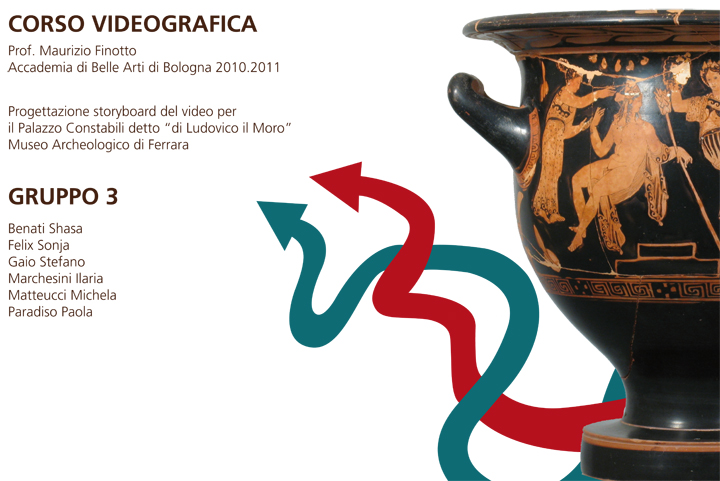 CORSO VIDEOGRAFICA
Prof. Maurizio Finotto
Accademia di Belle Arti di Bologna 2010.2011
Progettazione storyboard del video per
il Palazzo Constabili detto “di Ludovico il Moro”
Museo Archeologico di Ferrara
GRUPPO 3
Benati Shasa
Felix Sonja
Gaio Stefano
Marchesini Ilaria
Matteucci Michela
Paradiso Paola